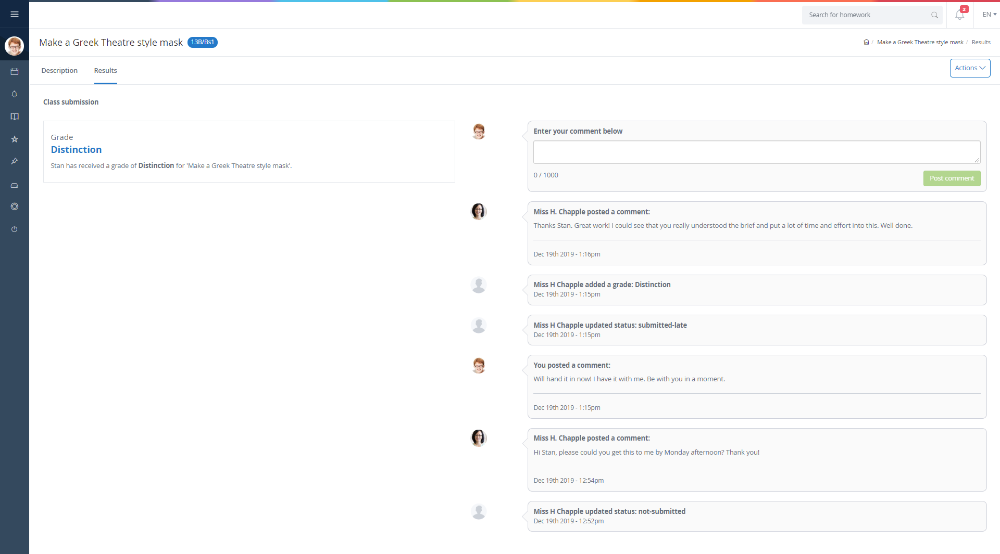 Search for homework
2
EN
Make a Greek Theatre style mask 13B/Bs1
/ Make a Greek Theatre style mask / Results
Description Results
Actions
Class submission
Grade
Distinction
Stan has received a grade of Distinction for 'Make a Greek Theatre style mask'.
Enter your comment below
0 / 1000
Post comment
Miss H. Chapple posted a comment:
Thanks Stan. Great work! I could see that you really understood the brief and put a lot of time and effort into this. Well done.
Dec 19th 2019 - 1:16pm
Miss H Chapple added a grade: Distinction
Dec 19th 2019 - 1:15pm
Miss H Chapple updated status: submitted-late
Dec 19th 2019 - 1:15pm
You posted a comment:
Will hand it in now! I have it with me. Be with you in a moment.
Dec 19th 2019 - 1:15pm
Miss H. Chapple posted a comment:
Hi Stan, please could you get this to me by Monday afternoon? Thank you!
Dec 19th 2019 - 12:54pm
Miss H Chapple updated status: not-submitted
Dec 19th 2019 - 12:52pm